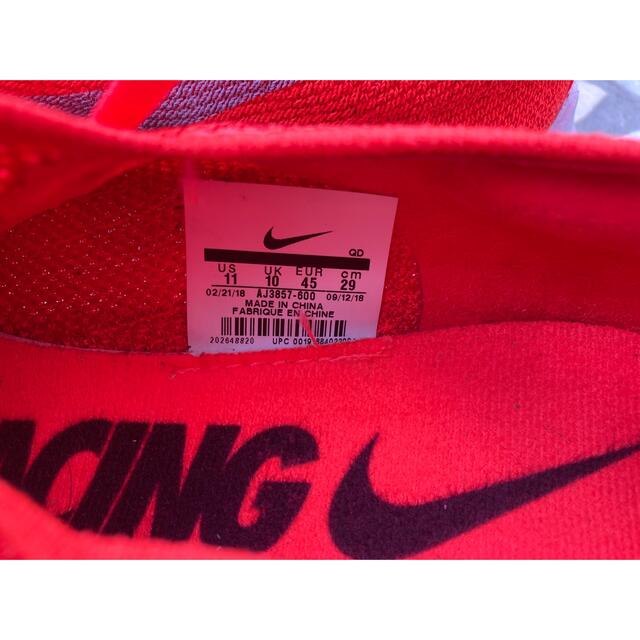 QD
US UK EUR cm
11 10 45 29
02/21/18 AJ3857-600 09/12/18
MADE IN CHINA
FABRIQUE EN CHINE
202648820 UPC